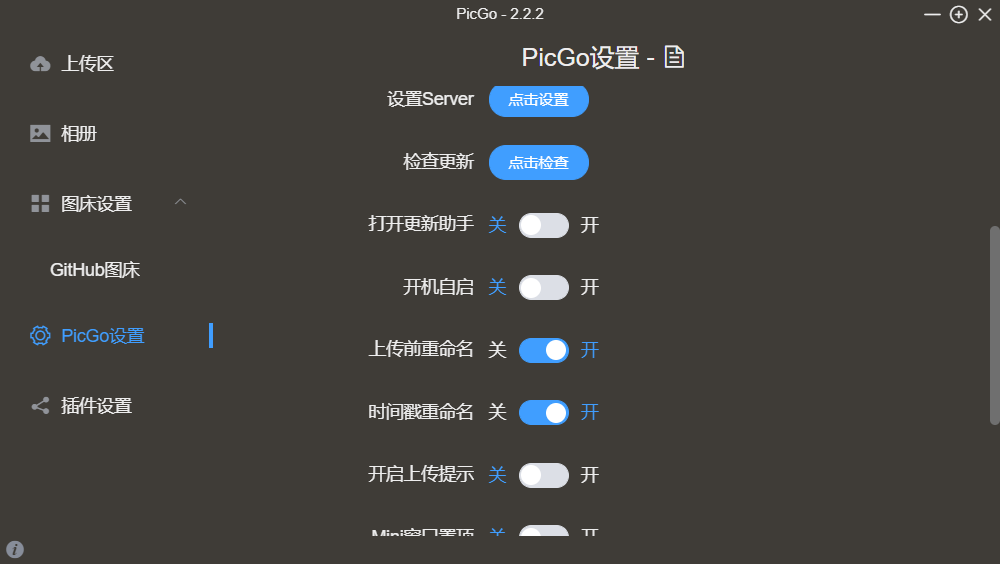 PicGo - 2.2.2
上传区
相册
图床设置
GitHub图床
PicGo设置
插件设置
PicGo设置 -
设置Server 点击设置
检查更新 点击检查
打开更新助手 关 开
开机自启 关 开
上传前重命名 关 开
时间戳重命名 关 开
开启上传提示 关 开
Mini窗口置顶 关 开